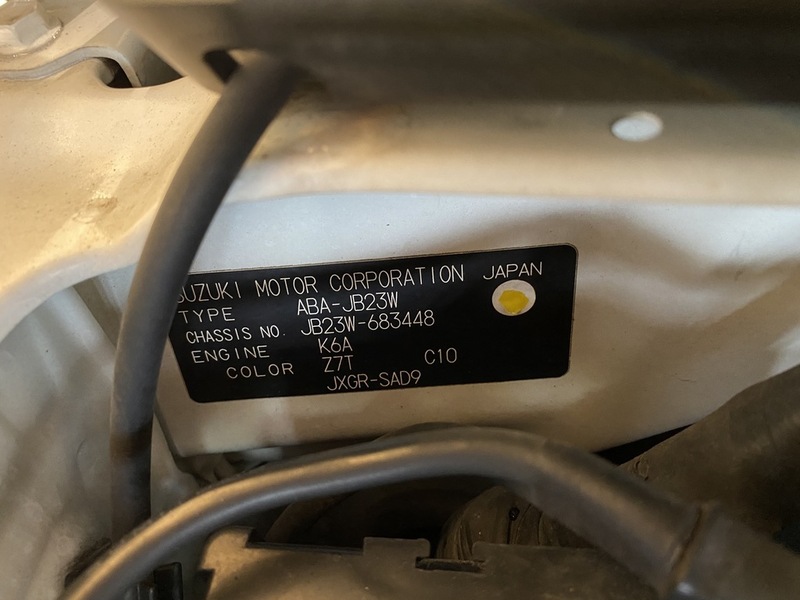 SUZUKI MOTOR CORPORATION JAPAN
TYPE ABA-JB23W
CHASSIS NO. JB23W-683448
ENGINE K6A
COLOR Z7T C10
JXGR-SAD9